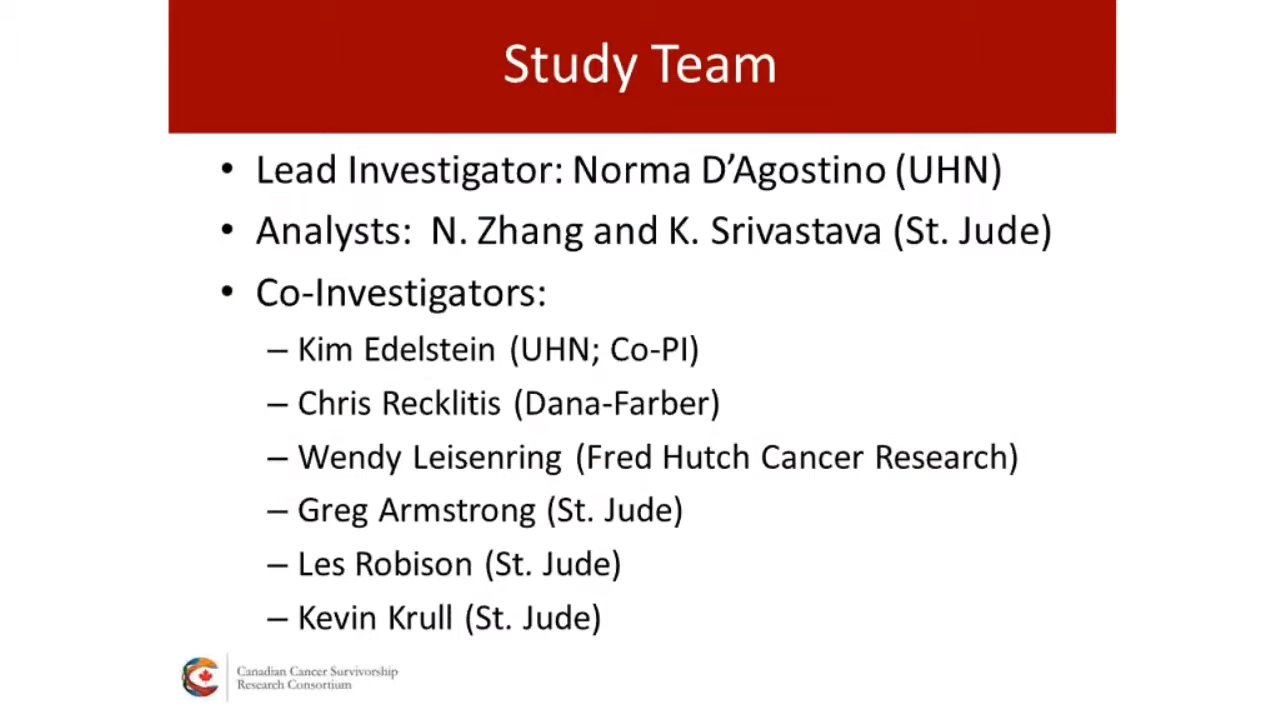 Study Team
• Lead Investigator: Norma D’Agostino (UHN)
• Analysts:  N. Zhang and K. Srivastava (St. Jude)
• Co-Investigators:
– Kim Edelstein (UHN; Co-PI)
– Chris Recklitis (Dana-Farber)
– Wendy Leisenring (Fred Hutch Cancer Research)
– Greg Armstrong (St. Jude)
– Les Robison (St. Jude)
– Kevin Krull (St. Jude)
Canadian Cancer Survivorship
Research Consortium